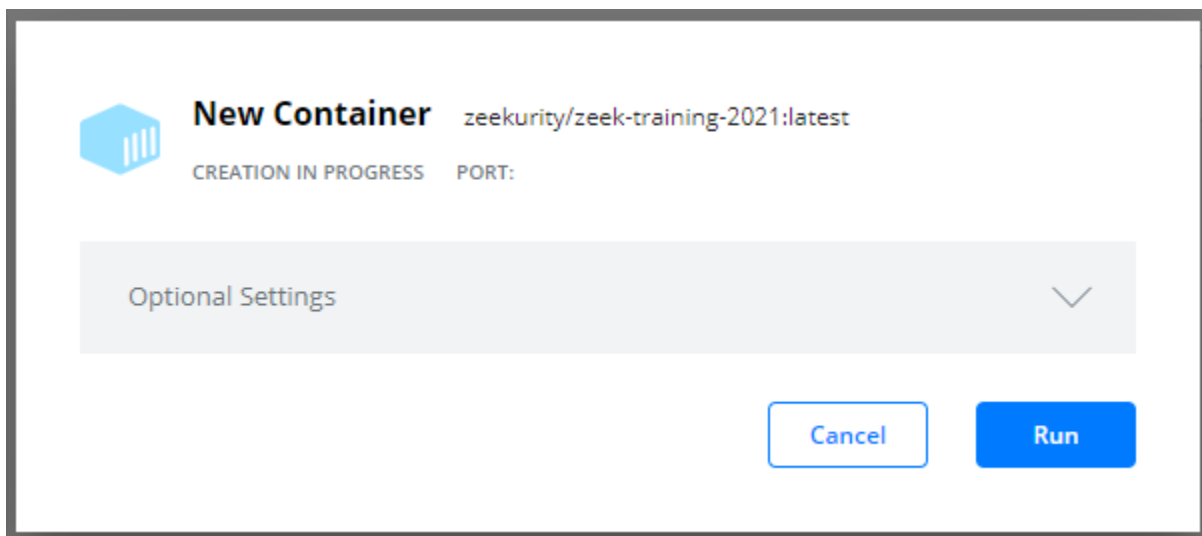 New Container zeekurity/zeek-training-2021:latest
CREATION IN PROGRESS PORT:
Optional Settings
Cancel Run